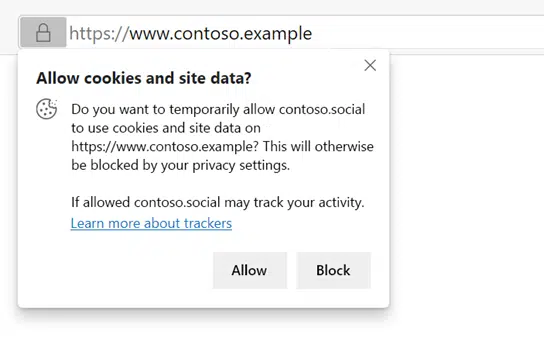 https://www.contoso.example
Allow cookies and site data?
Do you want to temporarily allow contoso.social
to use cookies and site data on
https://www.contoso.example? This will otherwise
be blocked by your privacy settings.
If allowed contoso.social may track your activity.
Learn more about trackers
Allow
Block